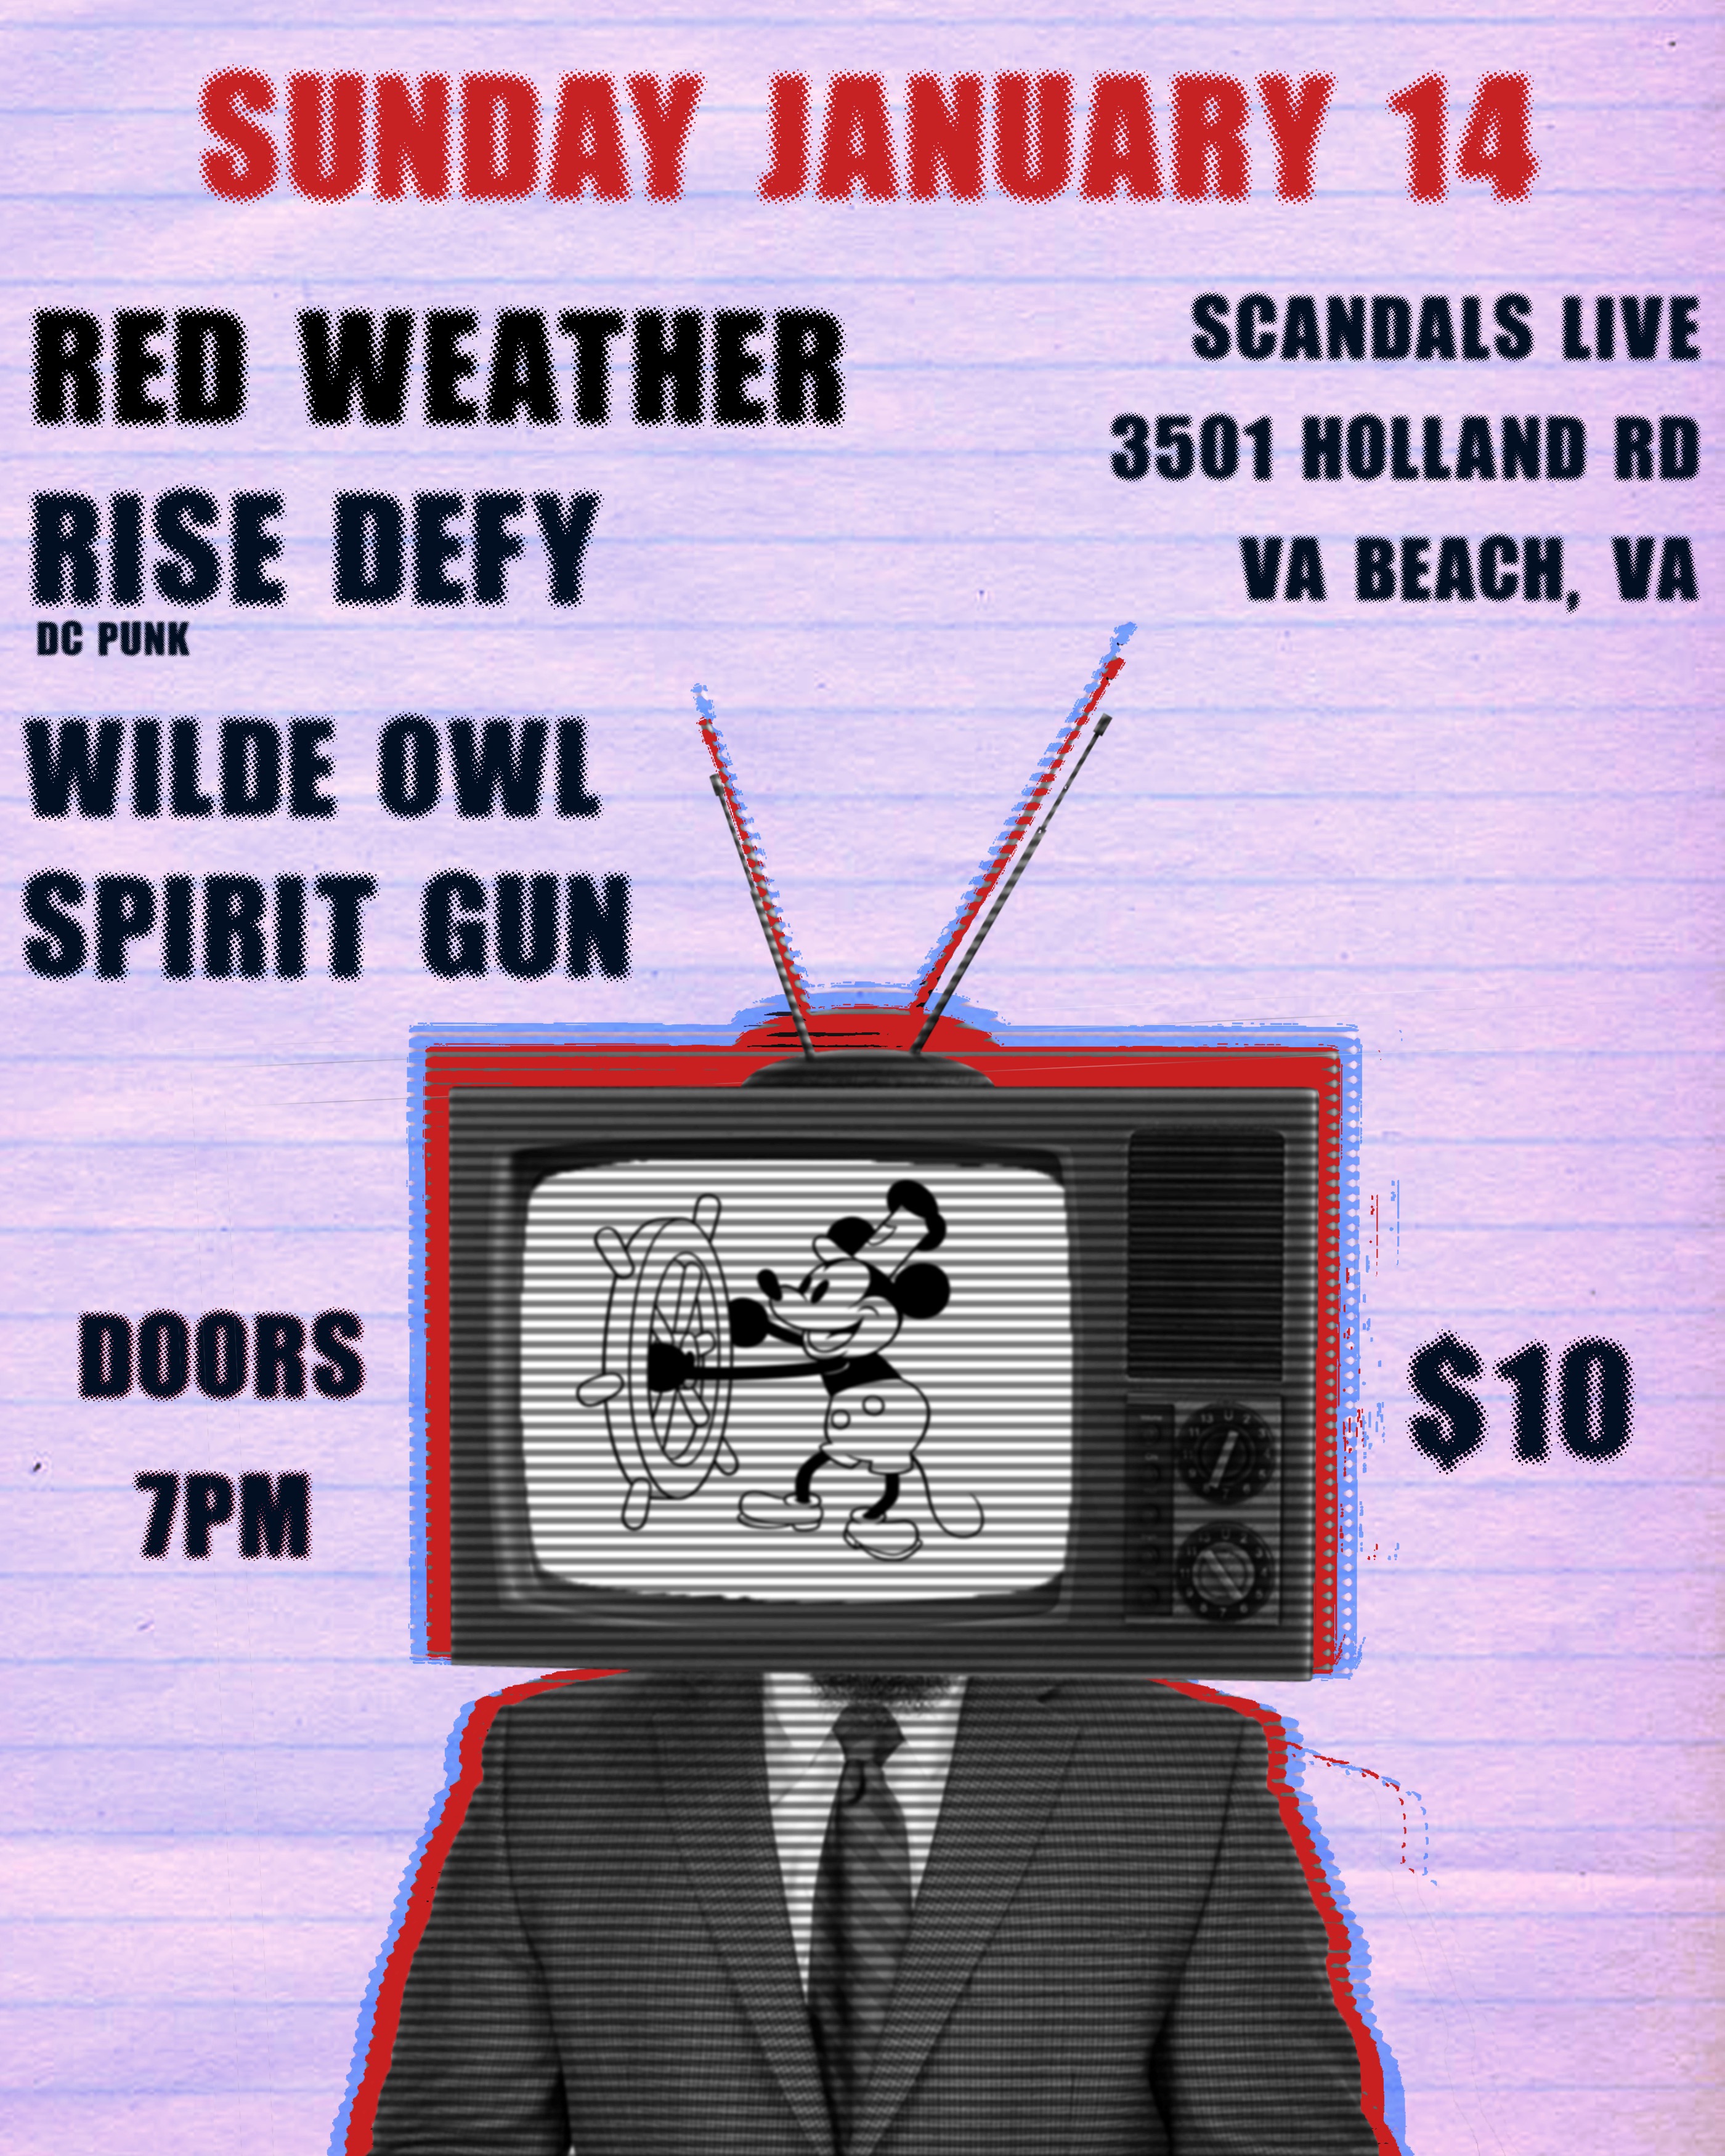 SUNDAY JANUARY 14
RED WEATHER
RISE DEFY
DC PUNK
WILDE OWL
SPIRIT GUN
SCANDALS LIVE
3501 HOLLAND RD
VA BEACH, VA
DOORS
7PM
$10